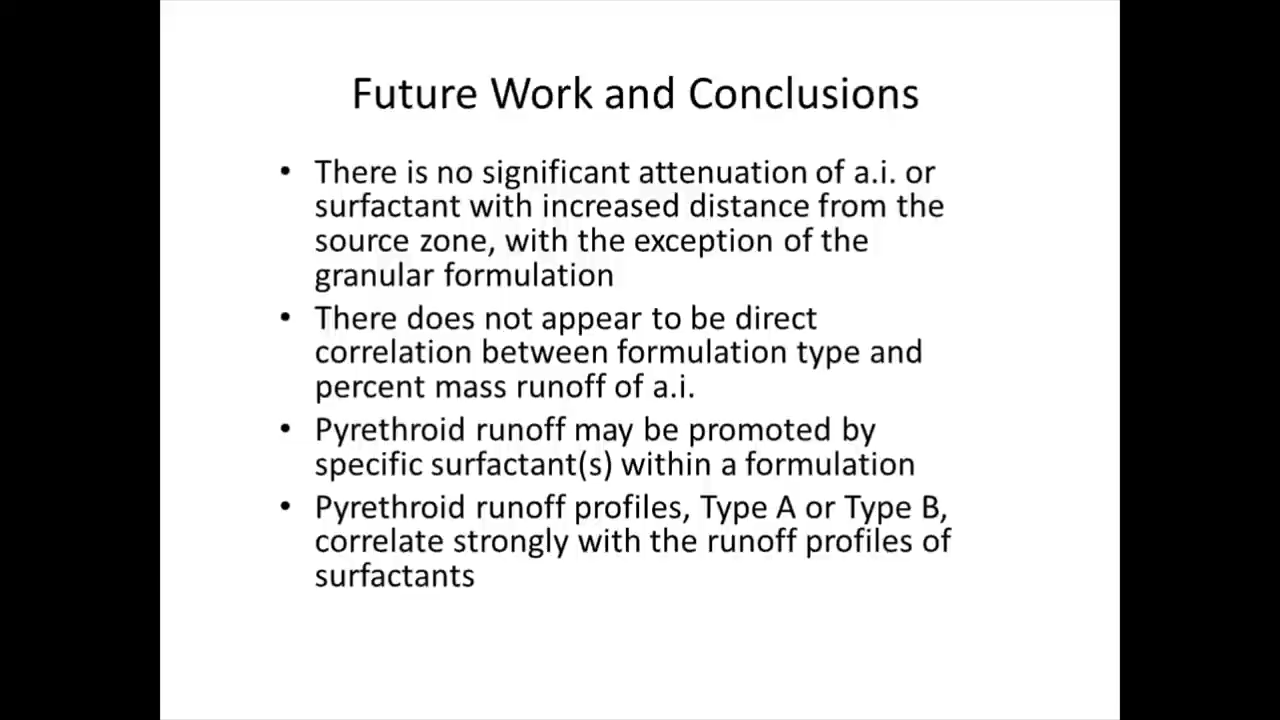 Future Work and Conclusions
• There is no significant attenuation of a.i. or
surfactant with increased distance from the
source zone, with the exception of the
granular formulation
• There does not appear to be direct
correlation between formulation type and
percent mass runoff of a.i.
• Pyrethroid runoff may be promoted by
specific surfactant(s) within a formulation
• Pyrethroid runoff profiles, Type A or Type B,
correlate strongly with the runoff profiles of
surfactants